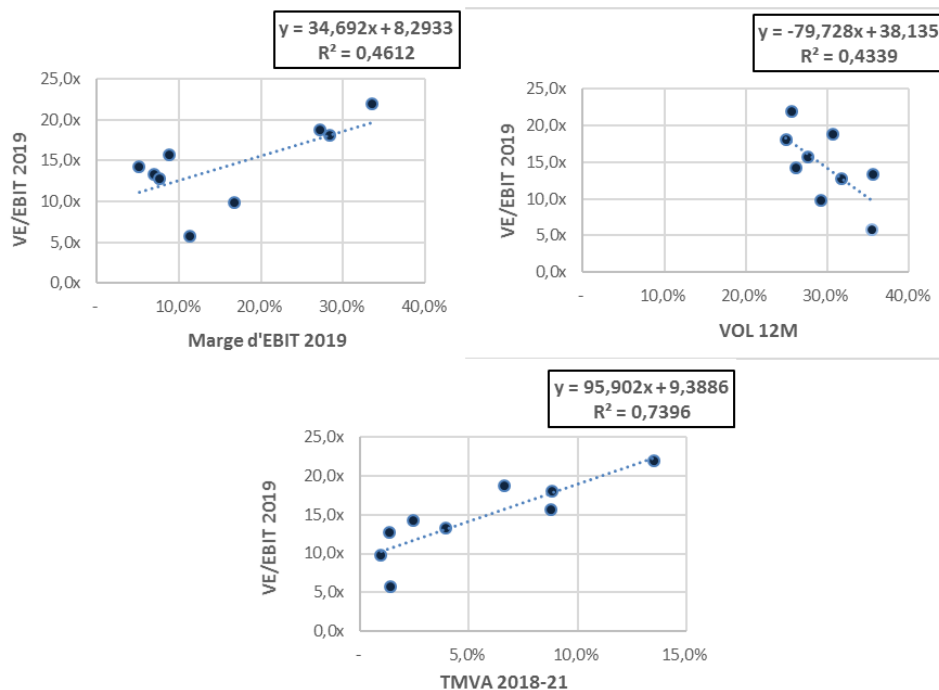 y = 34,692x + 8,2933
R² = 0,4612
25,0x
20,0x
15,0x
10,0x
5,0x
0,0x
VE/EBIT 2019
-
10,0%
20,0%
30,0%
40,0%
Marge d'EBIT 2019
y = -79,728x + 38,135
R² = 0,4339
25,0x
20,0x
15,0x
10,0x
5,0x
0,0x
VE/EBIT 2019
-
10,0%
20,0%
30,0%
40,0%
VOL 12M
y = 95,902x + 9,3886
R² = 0,7396
25,0x
20,0x
15,0x
10,0x
5,0x
0,0x
VE/EBIT 2019
-
5,0%
10,0%
15,0%
TMVA 2018-21